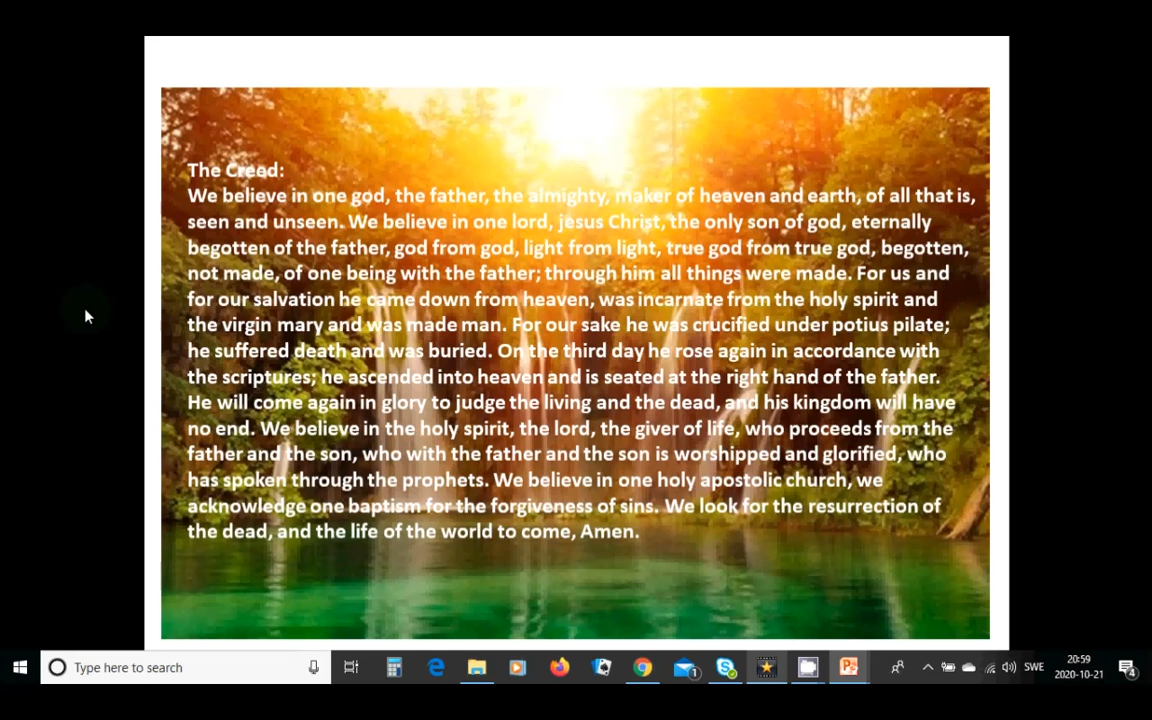 The Creed:
We believe in one god, the father, the almighty, maker of heaven and earth, of all that is,
seen and unseen. We believe in one lord, jesus Christ, the only son of god, eternally
begotten of the father, god from god, light from light, true god from true god, begotten,
not made, of one being with the father; through him all things were made. For us and
for our salvation he came down from heaven, was incarnate from the holy spirit and
the virgin mary and was made man. For our sake he was crucified under potius pilate;
he suffered death and was buried. On the third day he rose again in accordance with
the scriptures; he ascended into heaven and is seated at the right hand of the father.
He will come again in glory to judge the living and the dead, and his kingdom will have
no end. We believe in the holy spirit, the lord, the giver of life, who proceeds from the
father and the son, who with the father and the son is worshipped and glorified, who
has spoken through the prophets. We believe in one holy apostolic church, we
acknowledge one baptism for the forgiveness of sins. We look for the resurrection of
the dead, and the life of the world to come, Amen.
Type here to search
1
SWE
20:59
2020-10-21
4